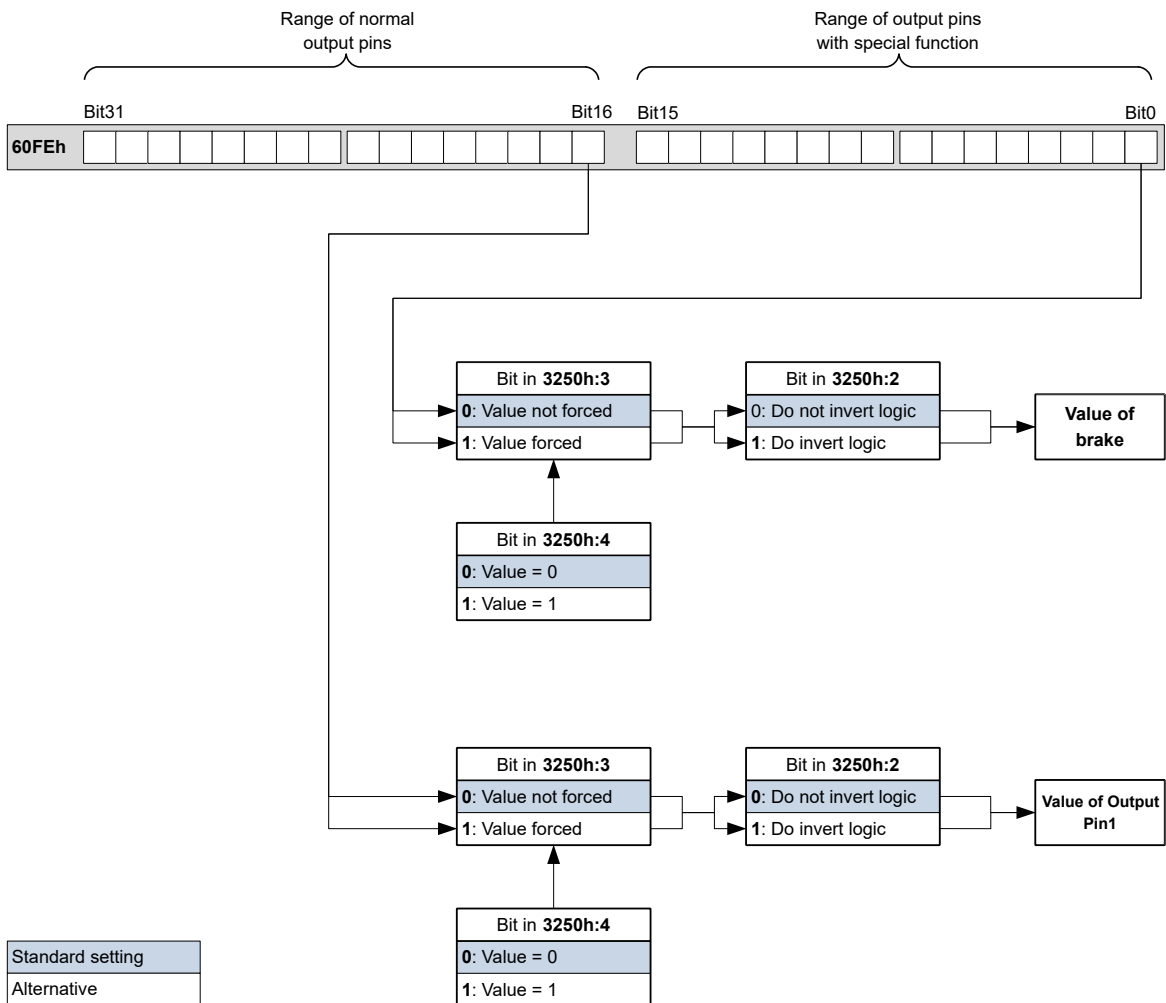 Range of normal
output pins
Range of output pins
with special function
Bit31
Bit16
Bit15
Bit0
60FEh
Bit in 3250h:3
0: Value not forced
1: Value forced
Bit in 3250h:2
0: Do not invert logic
1: Do invert logic
Value of
brake
Bit in 3250h:4
0: Value = 0
1: Value = 1
Bit in 3250h:3
0: Value not forced
1: Value forced
Bit in 3250h:2
0: Do not invert logic
1: Do invert logic
Value of Output
Pin1
Bit in 3250h:4
0: Value = 0
1: Value = 1
Standard setting
Alternative